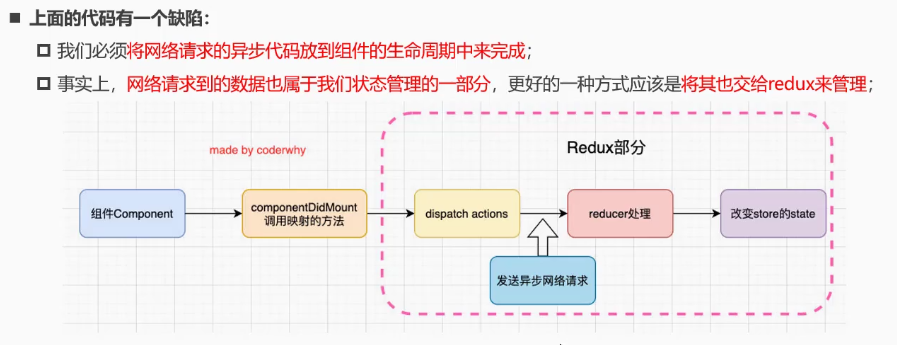 上面的代码有一个缺陷：
我们必须将网络请求的异步代码放到组件的生命周期中来完成；
事实上，网络请求到的数据也属于我们状态管理的一部分，更好的一种方式应该是将其也交给redux来管理；
made by coderwhy
Redux部分
组件Component
componentDidMount
调用映射的方法
dispatch actions
reducer处理
改变store的state
发送异步网络请求